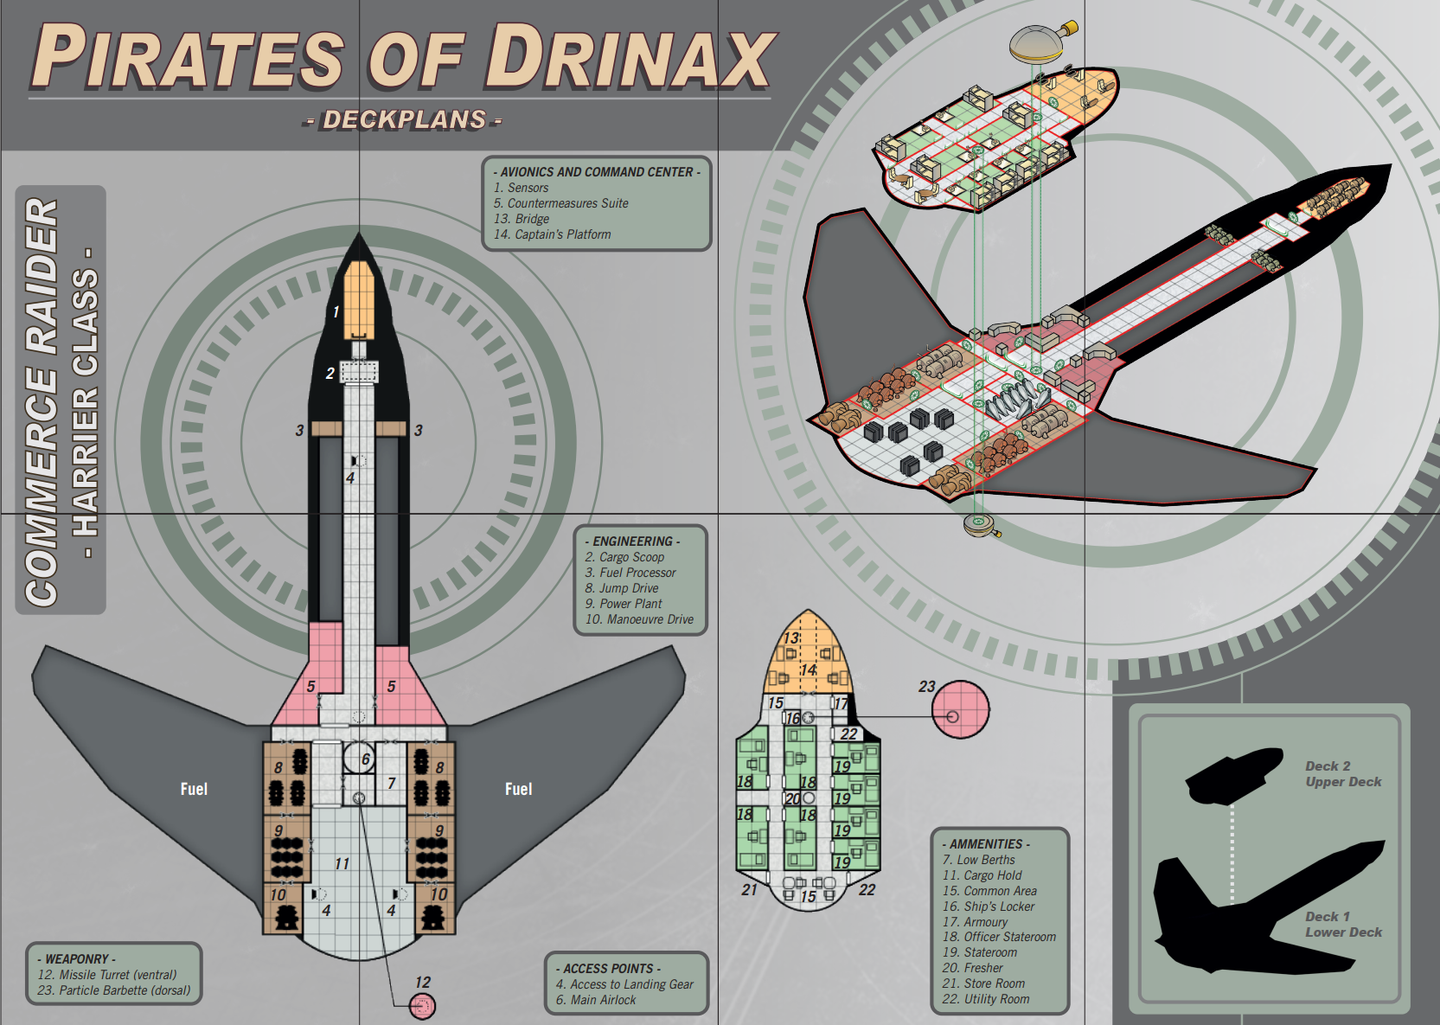 PIRATES OF DRINAX
- DECKPLANS -
COMMERCE RAIDER
- HARRIER CLASS -
- AVIONICS AND COMMAND CENTER -
1. Sensors
5. Countermeasures Suite
13. Bridge
14. Captain's Platform
1
2
3
3
4
- ENGINEERING -
2. Cargo Scoop
3. Fuel Processor
8. Jump Drive
9. Power Plant
10. Manoeuvre Drive
5
5
6
7
8
8
Fuel
Fuel
9
9
10
10
11
4
4
12
- WEAPONRY -
12. Missile Turret (ventral)
23. Particle Barbette (dorsal)
- ACCESS POINTS -
4. Access to Landing Gear
6. Main Airlock
13
14
15
16
17
23
22
18
18
19
20
19
18
18
19
19
21
15
22
- AMMENITIES -
7. Low Berths
11. Cargo Hold
15. Common Area
16. Ship's Locker
17. Armoury
18. Officer Stateroom
19. Stateroom
20. Fresher
21. Store Room
22. Utility Room
Deck 2
Upper Deck
Deck 1
Lower Deck